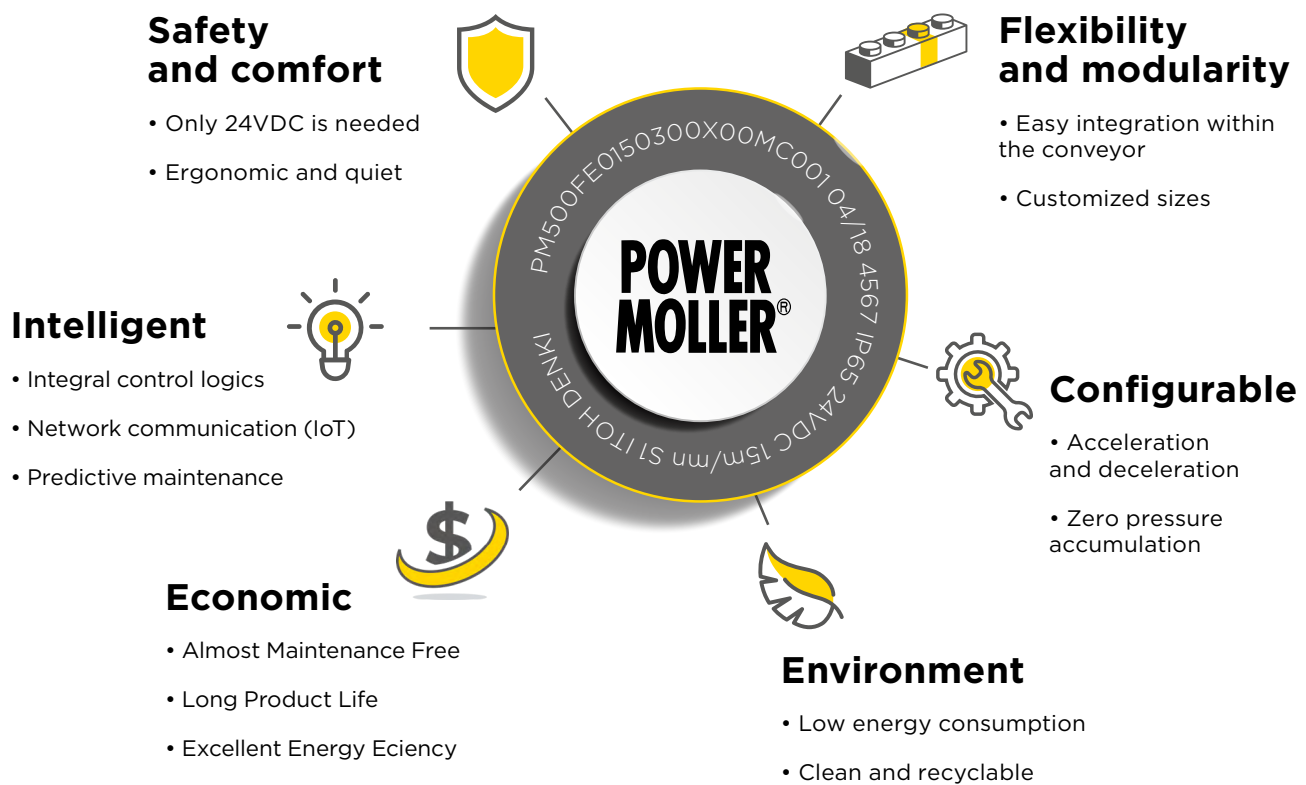 Safety
and comfort
• Only 24VDC is needed
• Ergonomic and quiet
Flexibility
and modularity
• Easy integration within
the conveyor
• Customized sizes
PM500FE0150300X00MC001 04/18 4567 IP65 24VDC 15m/mn S1 ITOH DENKI
POWER
MOLLER®
Intelligent
• Integral control logics
• Network communication (IoT)
• Predictive maintenance
Configurable
• Acceleration
and deceleration
• Zero pressure
accumulation
$
Economic
• Almost Maintenance Free
• Long Product Life
• Excellent Energy Eciency
Environment
• Low energy consumption
• Clean and recyclable